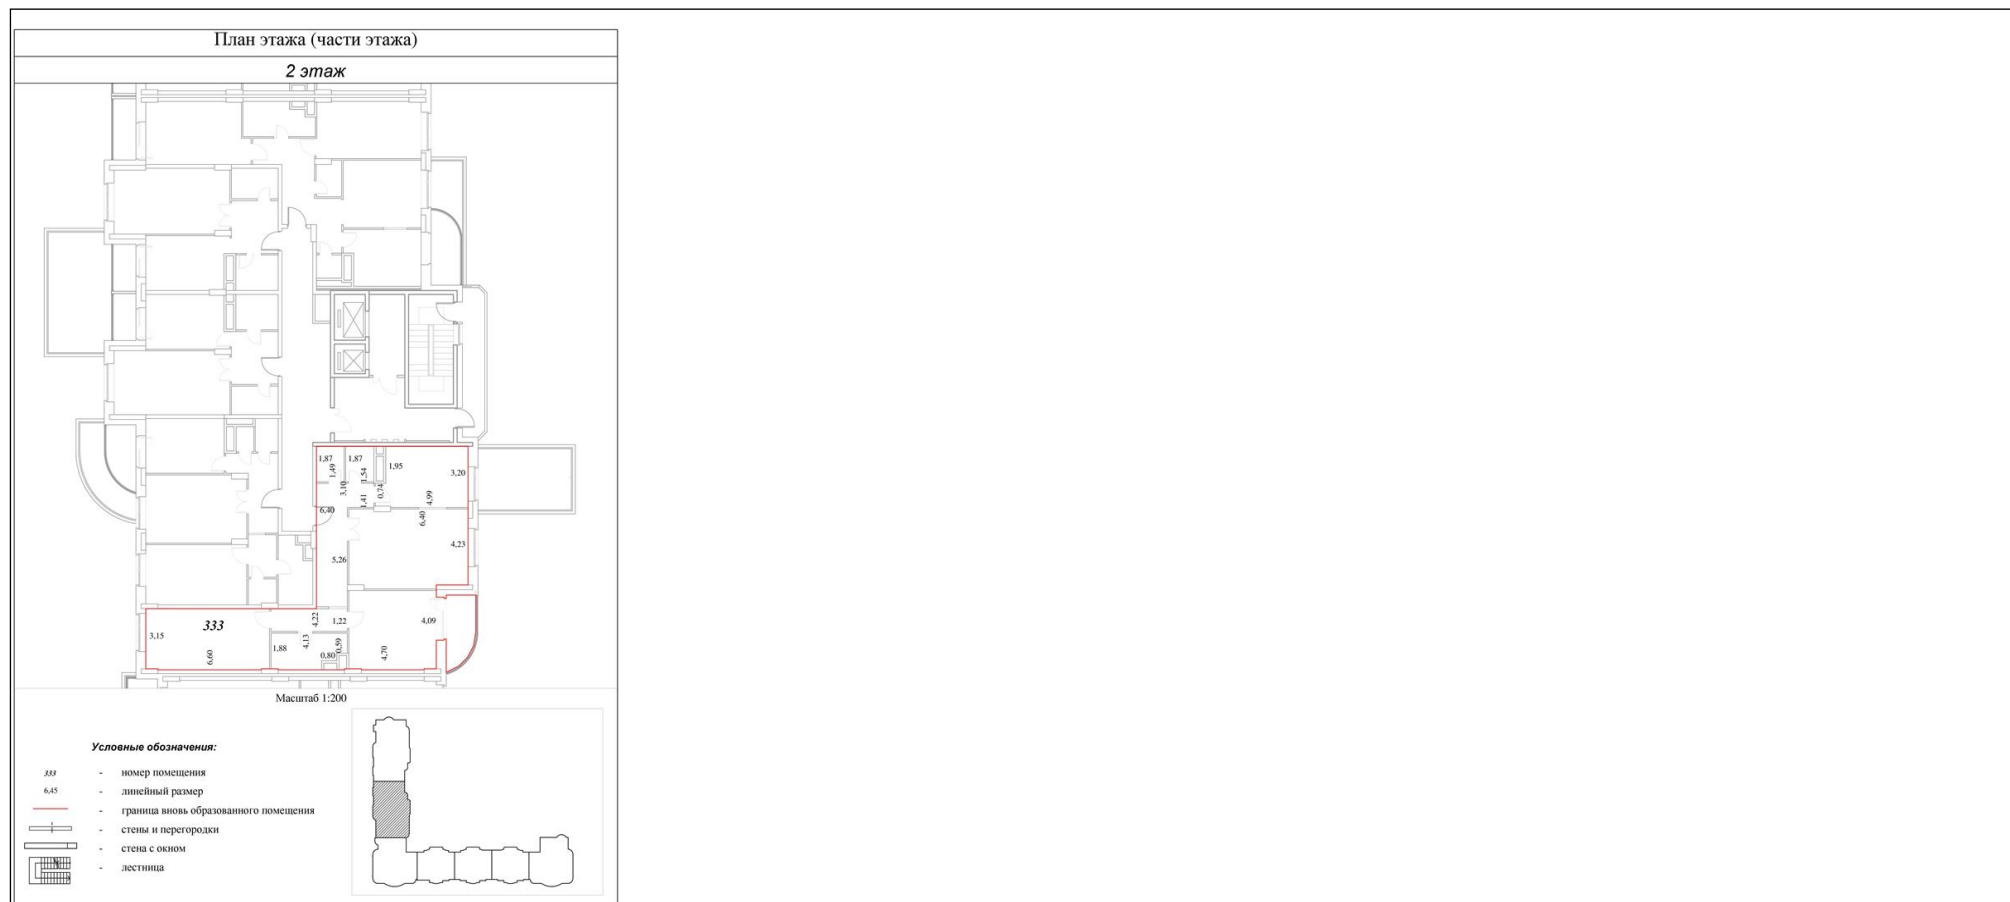 План этажа (части этажа)
2 этаж
1,87
1,87
1,95
3,20
1,49
1,54
3,10
0,74
1,41
4,99
6,40
6,40
4,23
5,26
4,22
1,22
4,09
333
3,15
4,13
1,88
0,59
0,80
4,70
6,60
Масштаб 1:200
Условные обозначения:
333 - номер помещения
6,45 - линейный размер
- граница вновь образованного помещения
- стены и перегородки
- стена с окном
- лестница